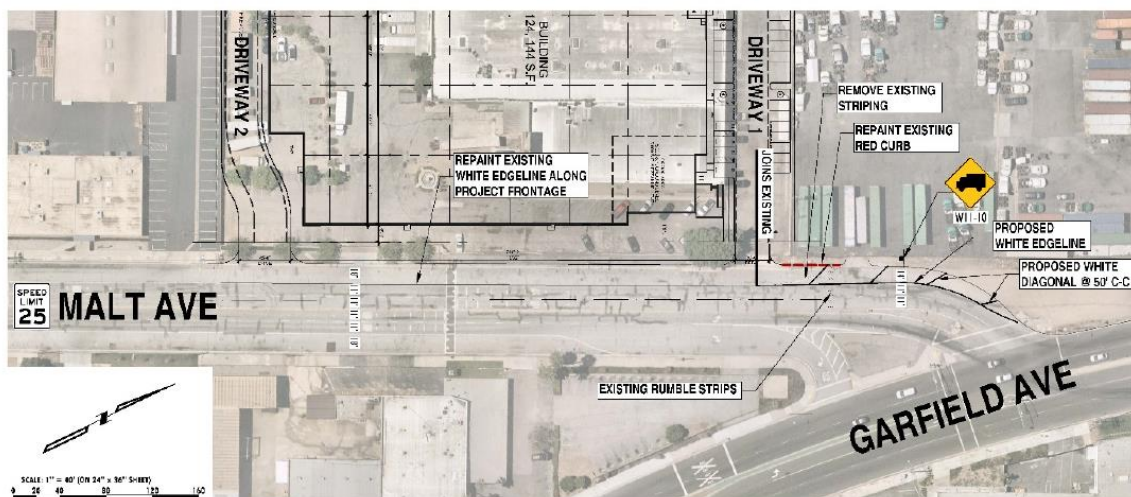 DRIVEWAY 2
BUILDING
124,144 S.F.
DRIVEWAY 1
REMOVE EXISTING
STRIPING
REPAINT EXISTING
RED CURB
REPAINT EXISTING
WHITE EDGELINE ALONG
PROJECT FRONTAGE
JOINS EXISTING
W11-10
PROPOSED
WHITE EDGELINE
PROPOSED WHITE
DIAGONAL @ 50' C-C
SPEED
LIMIT
25
MALT AVE
EXISTING RUMBLE STRIPS
GARFIELD AVE
SCALE: 1" = 40' (ON 24" x 36" SHEET)
0 20 40 80 120 160